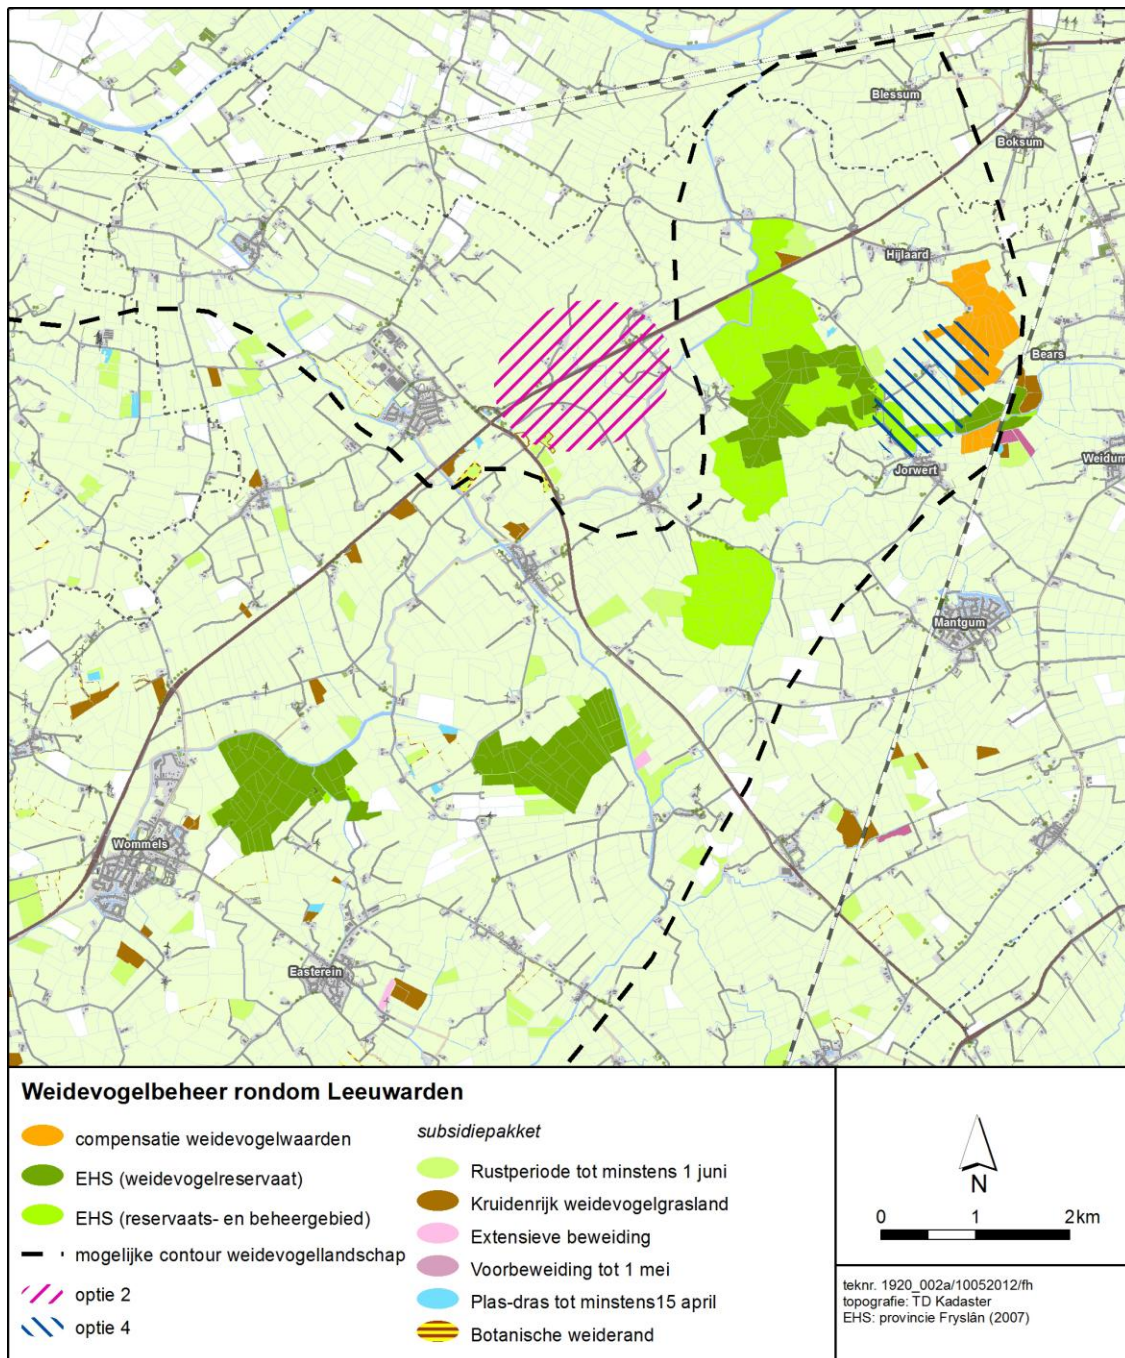 Blessum
Boksum
Hijlaard
Bears
Jorwert
Weidum
Mantgum
Wommels
Easterein
Weidevogelbeheer rondom Leeuwarden
compensatie weidevogelwaarden
EHS (weidevogelreservaat)
EHS (reservaats- en beheergebied)
mogelijke contour weidevogellandschap
optie 2
optie 4
subsidiepakket
Rustperiode tot minstens 1 juni
Kruidenrijk weidevogelgrasland
Extensieve beweiding
Voorbeweiding tot 1 mei
Plas-dras tot minstens15 april
Botanische weiderand
N
0 1 2km
teknr. 1920_002a/10052012/fh
topografie: TD Kadaster
EHS: provincie Fryslân (2007)